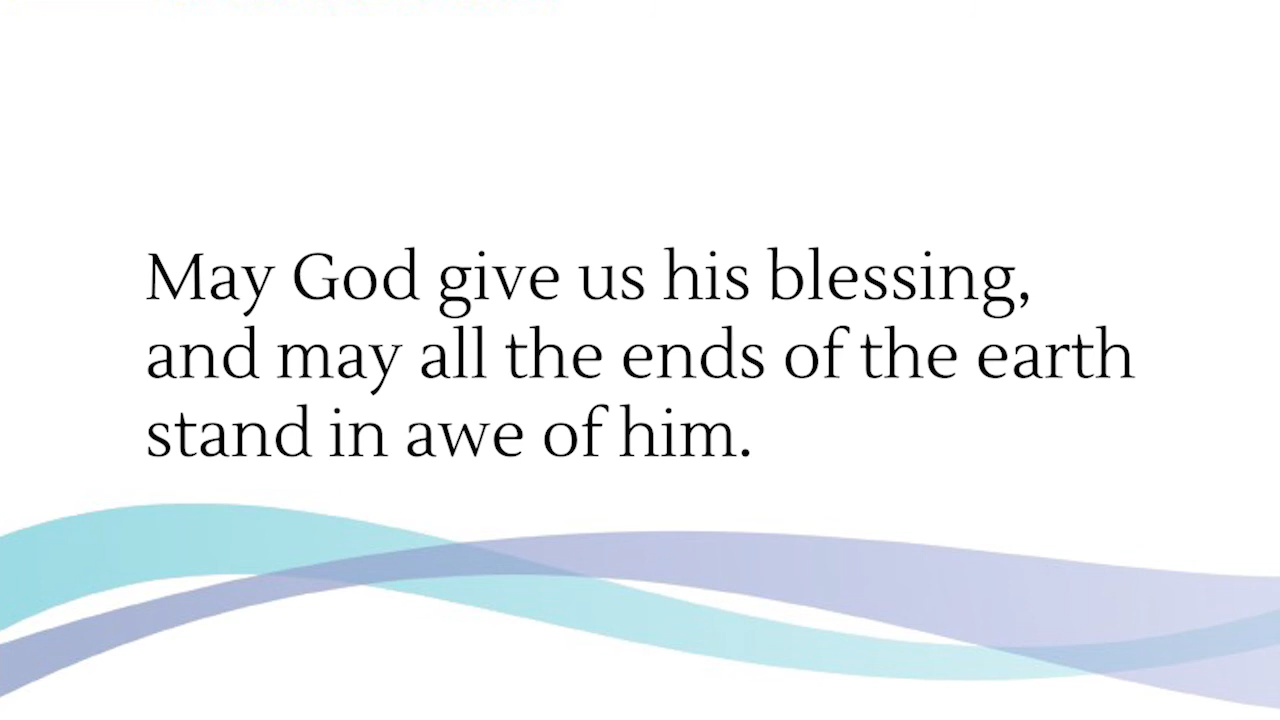 May God give us his blessing,
and may all the ends of the earth
stand in awe of him.